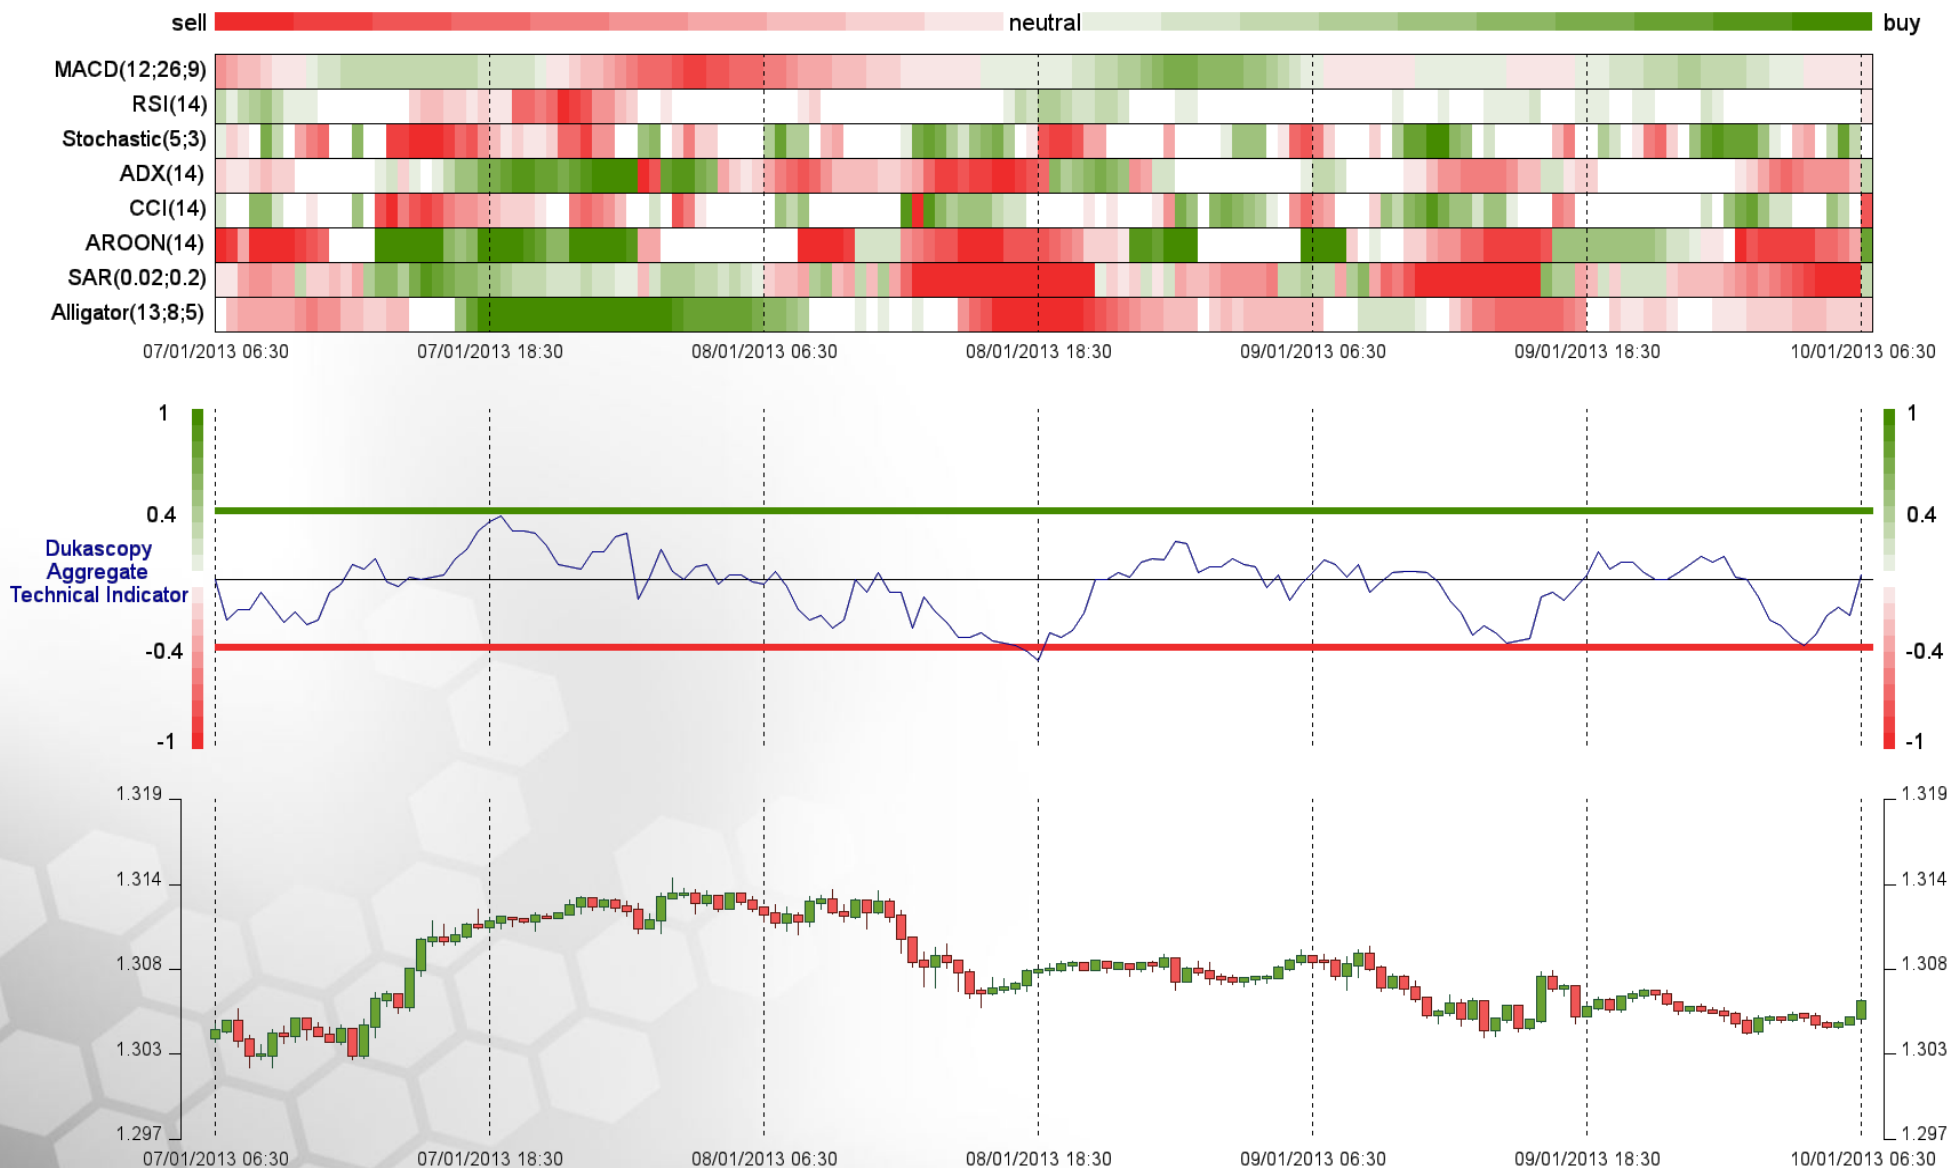 sell neutral buy
MACD(12;26;9)
RSI(14)
Stochastic(5;3)
ADX(14)
CCI(14)
AROON(14)
SAR(0.02;0.2)
Alligator(13;8;5)
07/01/2013 06:30 07/01/2013 18:30 08/01/2013 06:30 08/01/2013 18:30 09/01/2013 06:30 09/01/2013 18:30 10/01/2013 06:30
1 1
0.4 0.4
Dukascopy
Aggregate
Technical Indicator
-0.4 -0.4
-1 -1
1.319 1.319
1.314 1.314
1.308 1.308
1.303 1.303
1.297 1.297
07/01/2013 06:30 07/01/2013 18:30 08/01/2013 06:30 08/01/2013 18:30 09/01/2013 06:30 09/01/2013 18:30 10/01/2013 06:30